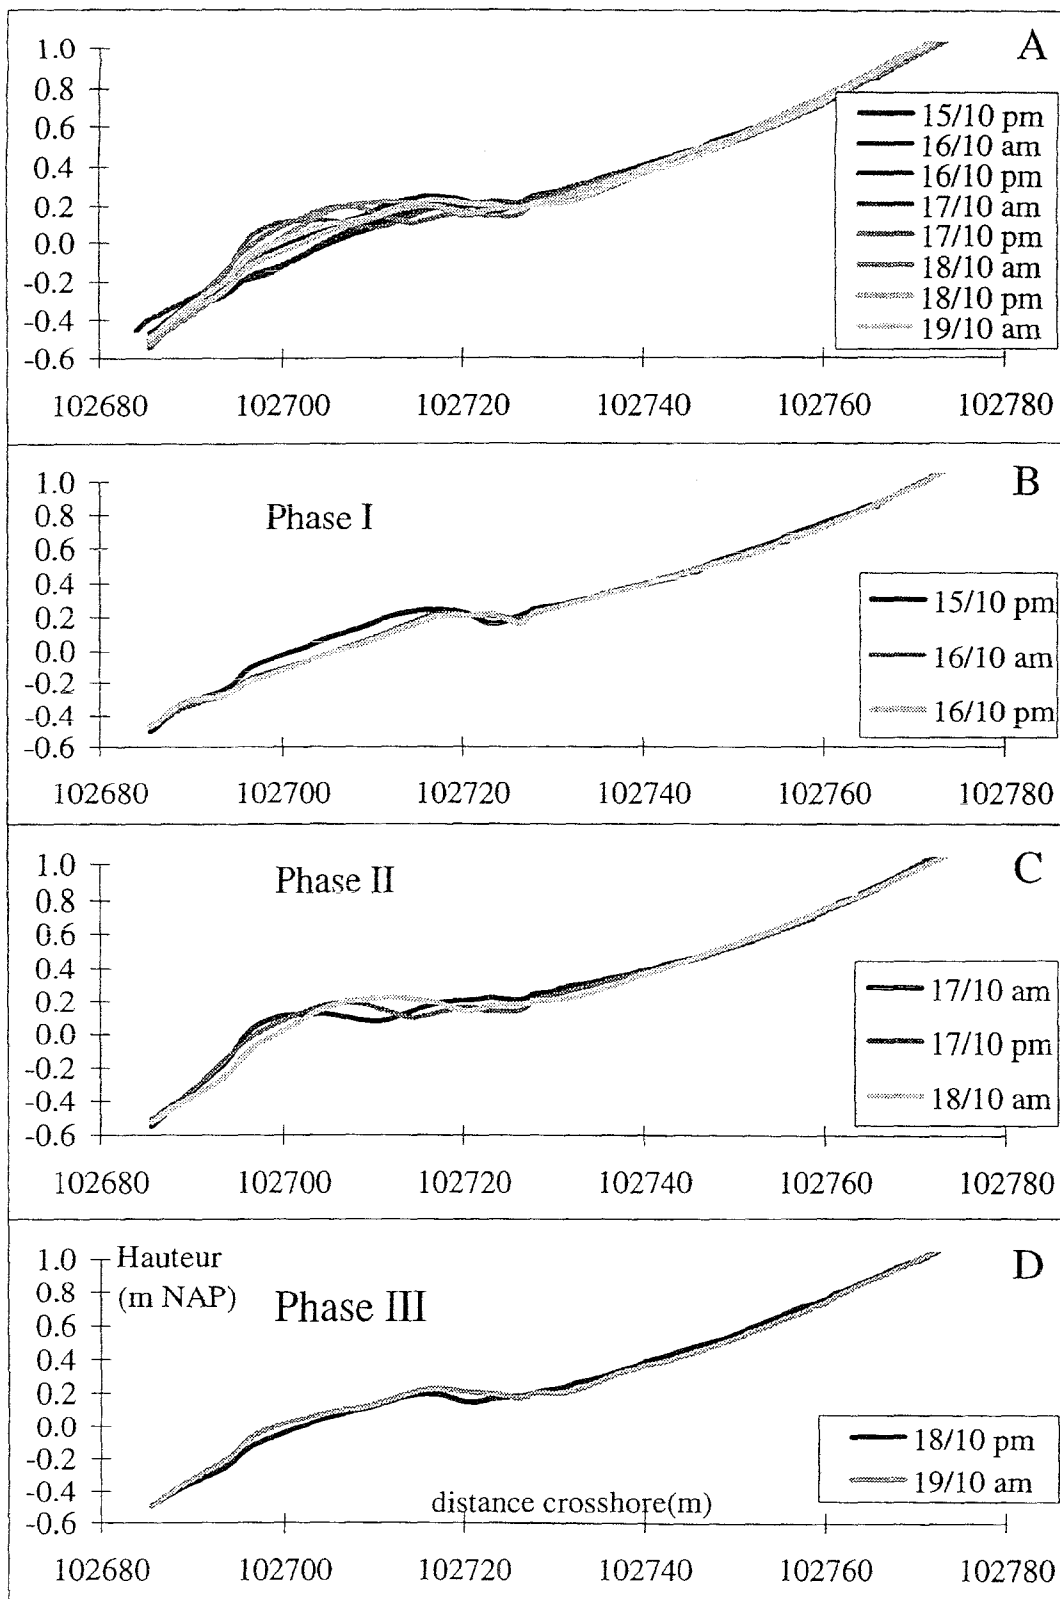 A
1.0
0.8
0.6
0.4
0.2
0.0
-0.2
-0.4
-0.6
102680 102700 102720 102740 102760 102780
15/10 pm
16/10 am
16/10 pm
17/10 am
17/10 pm
18/10 am
18/10 pm
19/10 am
B
Phase I
1.0
0.8
0.6
0.4
0.2
0.0
-0.2
-0.4
-0.6
102680 102700 102720 102740 102760 102780
15/10 pm
16/10 am
16/10 pm
C
Phase II
1.0
0.8
0.6
0.4
0.2
0.0
-0.2
-0.4
-0.6
102680 102700 102720 102740 102760 102780
17/10 am
17/10 pm
18/10 am
D
Hauteur
(m NAP)
Phase III
1.0
0.8
0.6
0.4
0.2
0.0
-0.2
-0.4
-0.6
distance crosshore(m)
102680 102700 102720 102740 102760 102780
18/10 pm
19/10 am